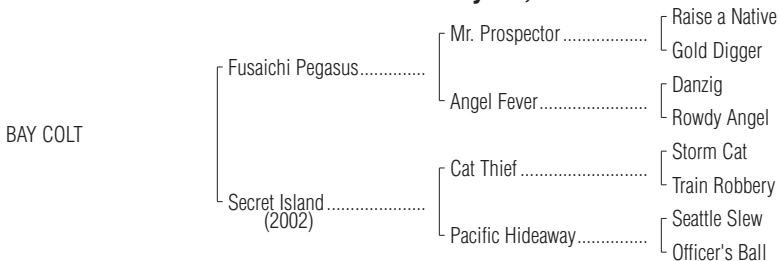 Raise a Native
Mr. Prospector
Gold Digger
Fusaichi Pegasus
Danzig
Angel Fever
Rowdy Angel
BAY COLT
Storm Cat
Cat Thief
Train Robbery
Secret Island
(2002)
Seattle Slew
Pacific Hideaway
Officer's Ball